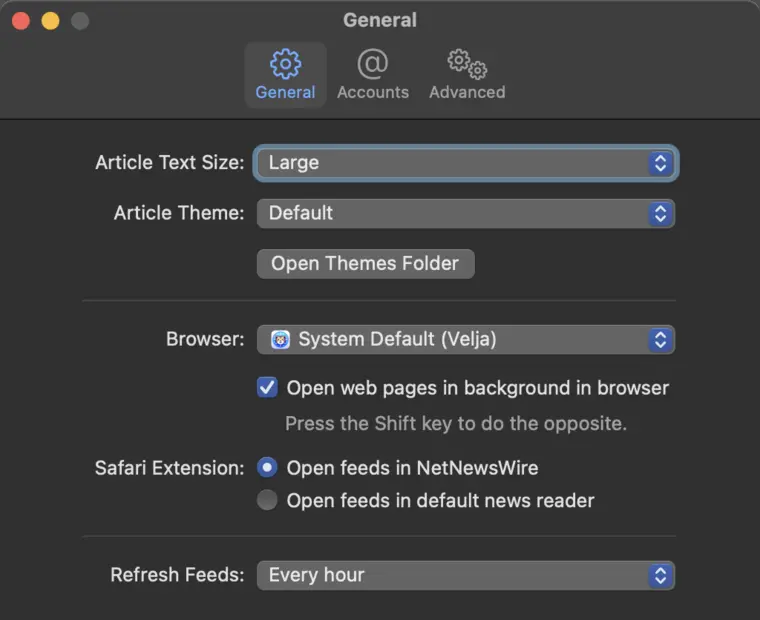 General
General
Accounts
Advanced
Article Text Size: Large
Article Theme: Default
Open Themes Folder
Browser: System Default (Velja)
Open web pages in background in browser
Press the Shift key to do the opposite.
Safari Extension: Open feeds in NetNewsWire
Open feeds in default news reader
Refresh Feeds: Every hour